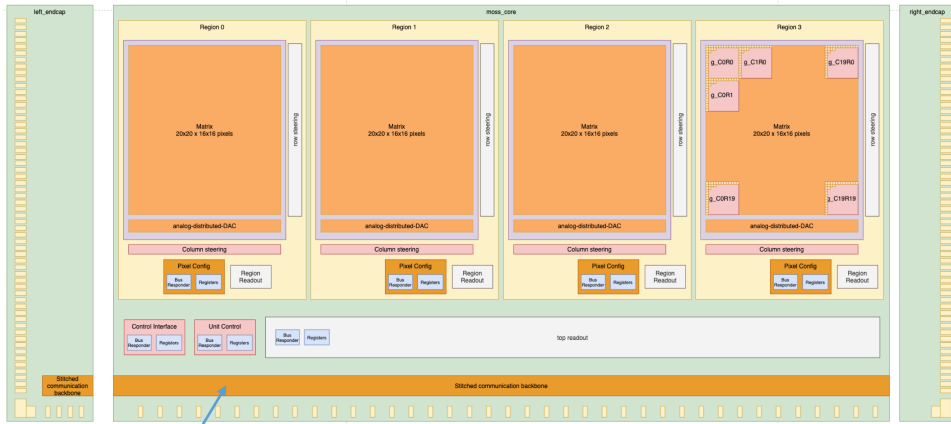 left_endcap
moss_core
right_endcap
Region 0
Region 1
Region 2
Region 3
Matrix
20x20 x 16x16 pixels
row steering
Matrix
20x20 x 16x16 pixels
row steering
Matrix
20x20 x 16x16 pixels
row steering
g_C0R0
g_C1R0
g_C19R0
g_C0R1
Matrix
20x20 x 16x16 pixels
g_C0R19
g_C19R19
row steering
analog-distributed-DAC
analog-distributed-DAC
analog-distributed-DAC
analog-distributed-DAC
Column steering
Column steering
Column steering
Column steering
Pixel Config
Bus
Responder
Registers
Region
Readout
Pixel Config
Bus
Responder
Registers
Region
Readout
Pixel Config
Bus
Responder
Registers
Region
Readout
Pixel Config
Bus
Responder
Registers
Region
Readout
Control Interface
Bus
Responder
Registers
Unit Control
Bus
Responder
Registers
Bus
Responder
Registers
top readout
Stitched
communication
backbone
Stitched communication backbone